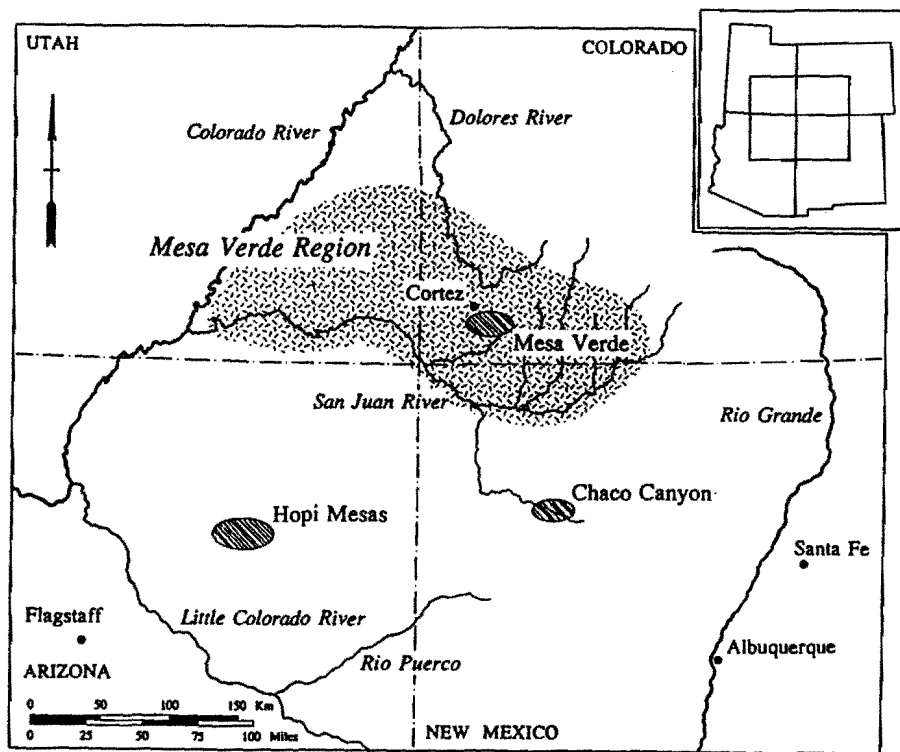 UTAH
COLORADO
Colorado River
Dolores River
Mesa Verde Region
Cortez
Mesa Verde
San Juan River
Rio Grande
Chaco Canyon
Hopi Mesas
Santa Fe
Flagstaff
Little Colorado River
Albuquerque
Rio Puerco
ARIZONA
0 50 100 150 Km
0 25 50 75 100 Miles
NEW MEXICO